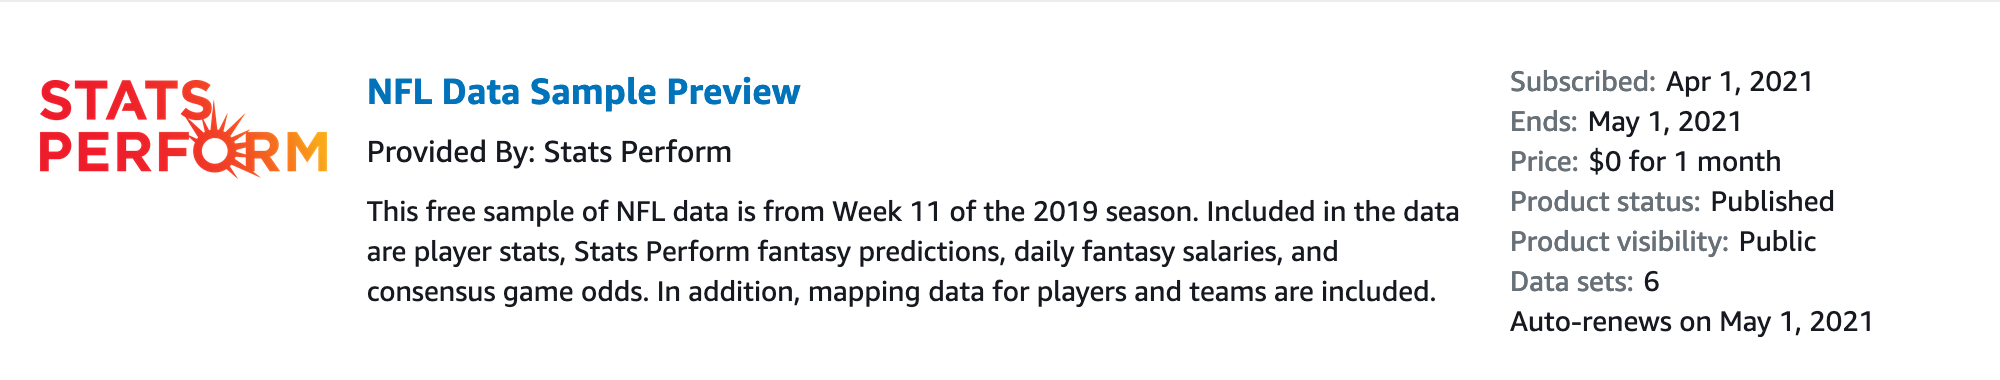 STATS
PERFORM
NFL Data Sample Preview
Provided By: Stats Perform
This free sample of NFL data is from Week 11 of the 2019 season. Included in the data
are player stats, Stats Perform fantasy predictions, daily fantasy salaries, and
consensus game odds. In addition, mapping data for players and teams are included.
Subscribed: Apr 1, 2021
Ends: May 1, 2021
Price: $0 for 1 month
Product status: Published
Product visibility: Public
Data sets: 6
Auto-renews on May 1, 2021